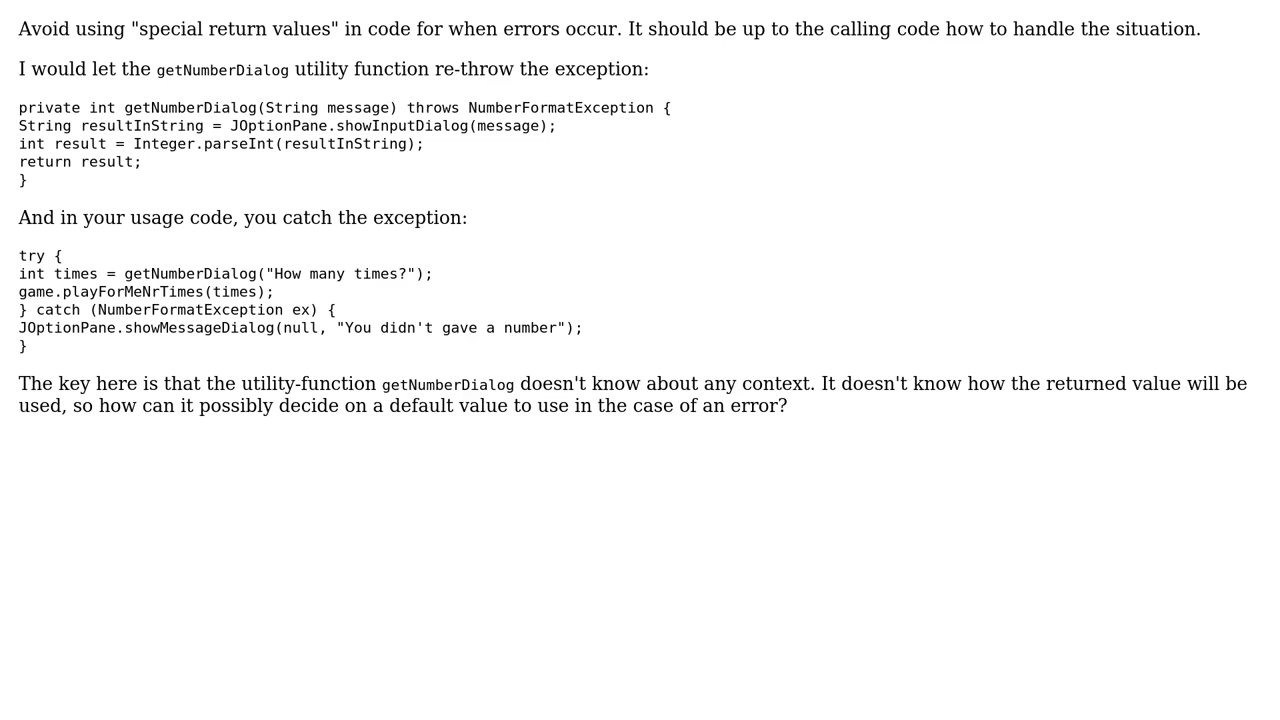 Avoid using "special return values" in code for when errors occur. It should be up to the calling code how to handle the situation.
I would let the getNumberDialog utility function re-throw the exception:
private int getNumberDialog(String message) throws NumberFormatException {
String resultInString = JOptionPane.showInputDialog(message);
int result = Integer.parseInt(resultInString);
return result;
}
And in your usage code, you catch the exception:
try {
int times = getNumberDialog("How many times?");
game.playForMeNrTimes(times);
} catch (NumberFormatException ex) {
JOptionPane.showMessageDialog(null, "You didn't gave a number");
}
The key here is that the utility-function getNumberDialog doesn't know about any context. It doesn't know how the returned value will be
used, so how can it possibly decide on a default value to use in the case of an error?